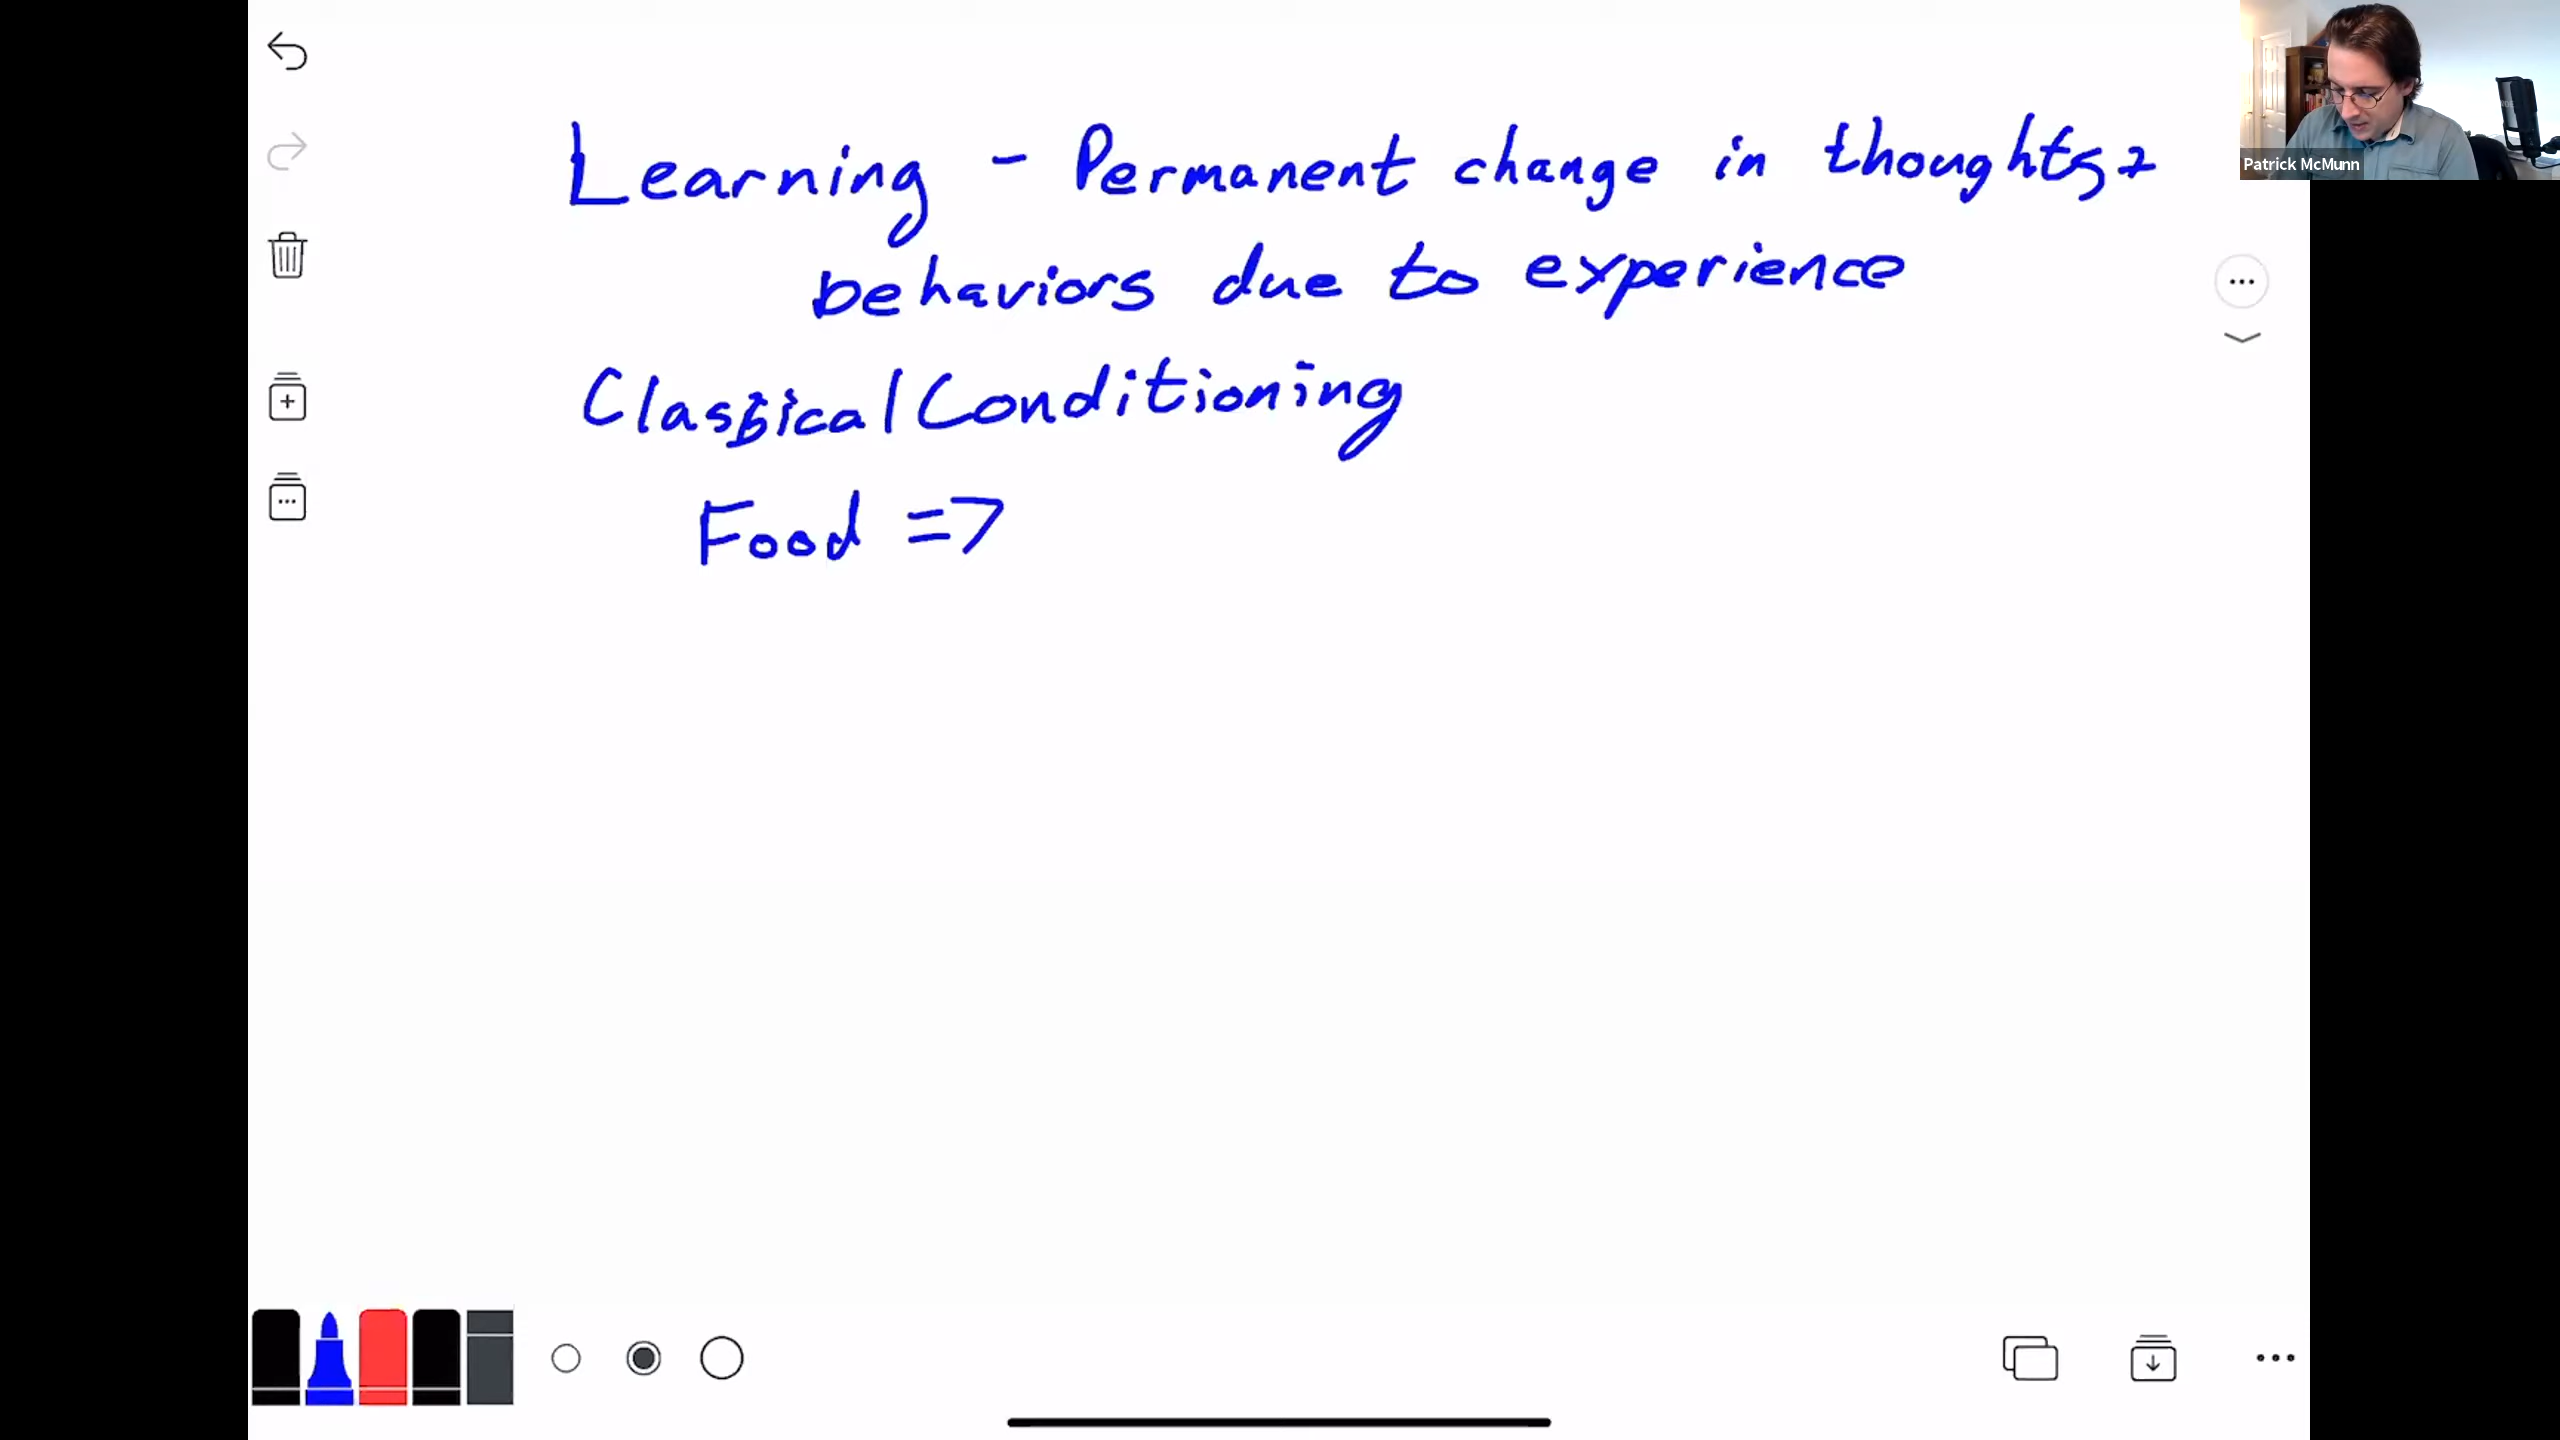 Learning - Permanent change in thoughts +
behaviors due to experience
Classical Conditioning
Food =>
Patrick McMunn